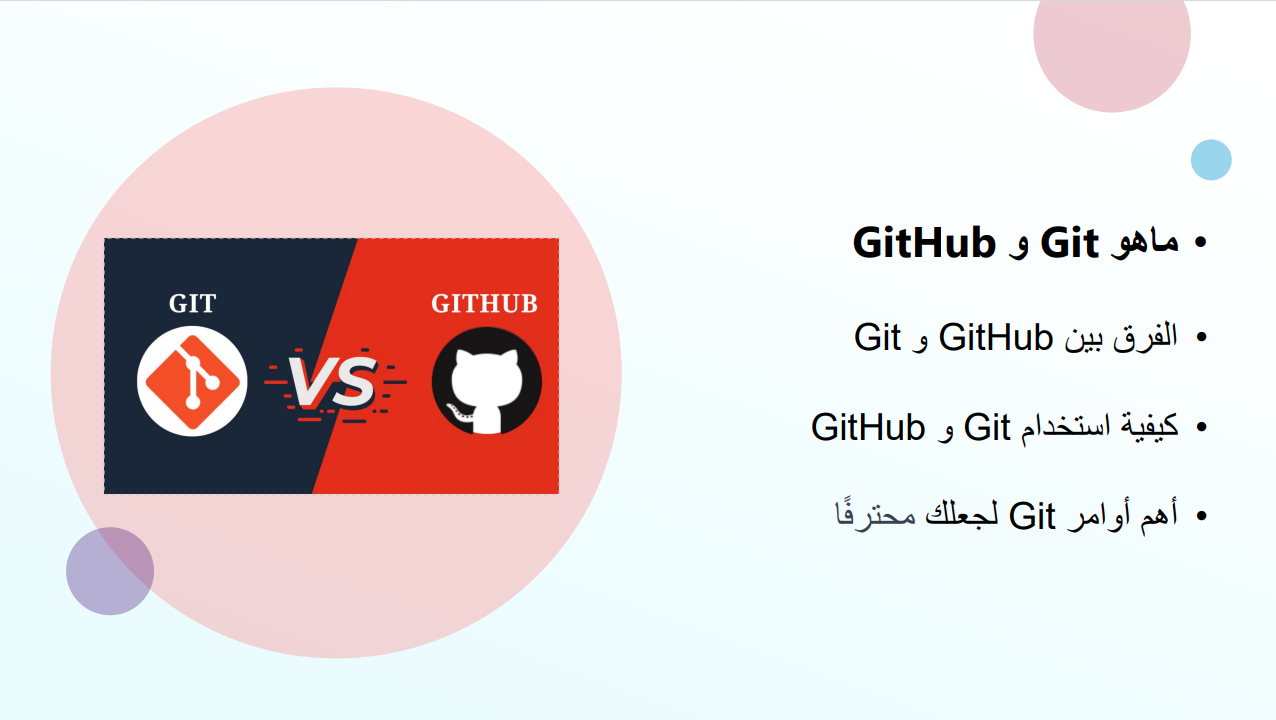 • ماهو Git و GitHub
• الفرق بين GitHub و Git
• كيفية استخدام Git و GitHub
• أهم أوامر Git لجعلك محترفًا
GIT
VS
GITHUB